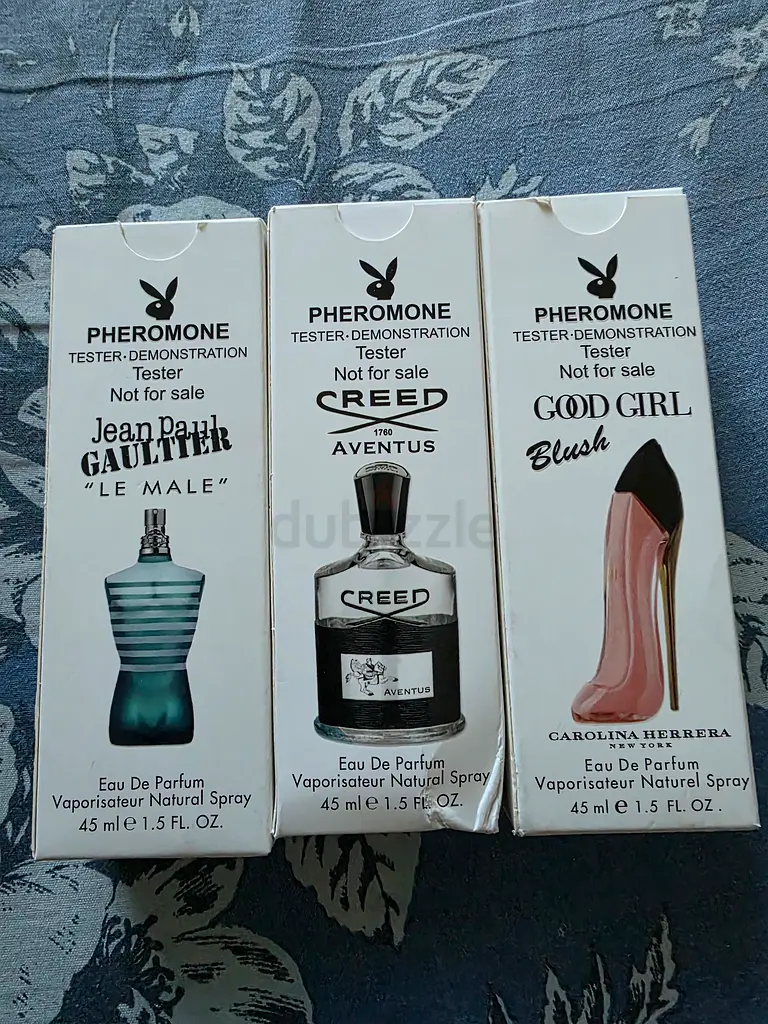 PHEROMONE
TESTER·DEMONSTRATION
Tester
Not for sale
Jean Paul
GAULTIER
"LE MALE"
Eau De Parfum
Vaporisateur Natural Spray
45 ml e 1.5 FL. OZ.
PHEROMONE
TESTER·DEMONSTRATION
Tester
Not for sale
CREED
1760
AVENTUS
CREED
AVENTUS
Eau De Parfum
Vaporisateur Natural Spray
45 ml e 1.5 FL. OZ.
PHEROMONE
TESTER·DEMONSTRATION
Tester
Not for sale
GOOD GIRL
Blush
CAROLINA HERRERA
NEW YORK
Eau De Parfum
Vaporisateur Naturel Spray
45 ml e 1.5 FL. OZ.
dubizzle